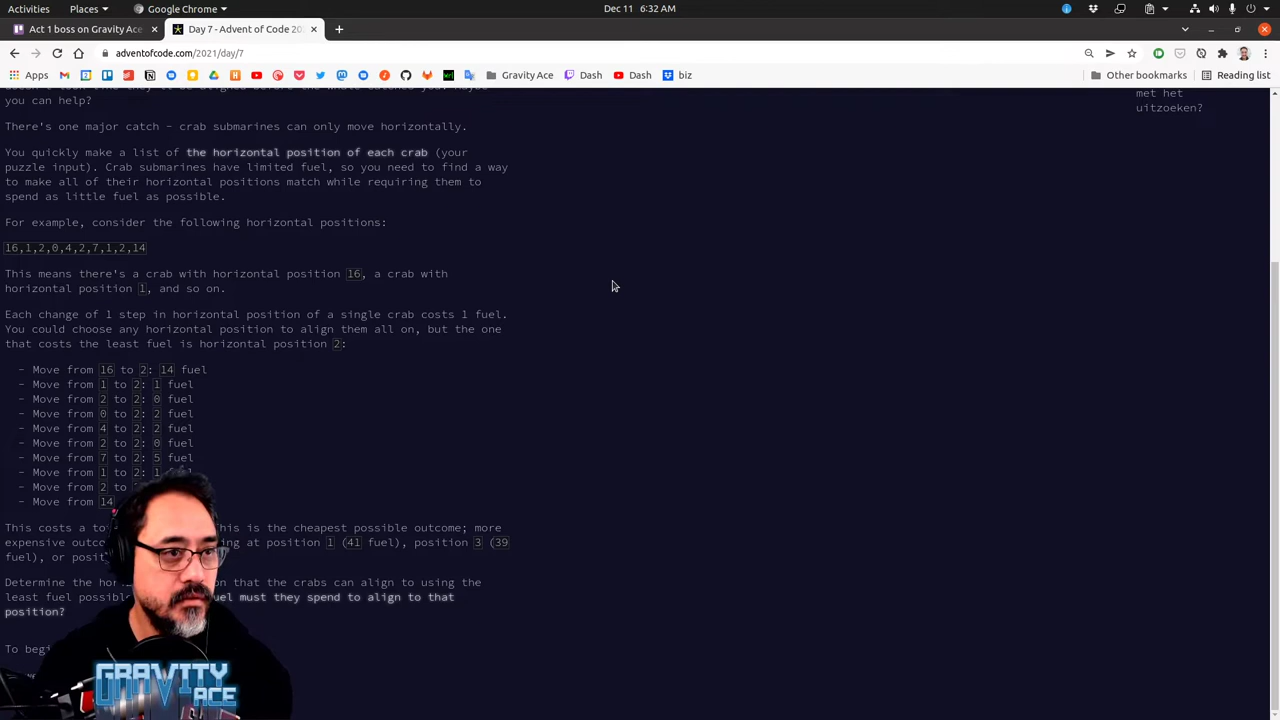 Activities Places Google Chrome Dec 11 6:32 AM
Act 1 boss on Gravity Ace
Day 7 - Advent of Code 20
adventofcode.com/2021/day/7
Apps Gravity Ace Dash Dash biz Other bookmarks Reading list
you can help?
There's one major catch - crab submarines can only move horizontally.
You quickly make a list of the horizontal position of each crab (your
puzzle input). Crab submarines have limited fuel, so you need to find a way
to make all of their horizontal positions match while requiring them to
spend as little fuel as possible.
For example, consider the following horizontal positions:
16,1,2,0,4,2,7,1,2,14
This means there's a crab with horizontal position 16, a crab with
horizontal position 1, and so on.
Each change of 1 step in horizontal position of a single crab costs 1 fuel.
You could choose any horizontal position to align them all on, but the one
that costs the least fuel is horizontal position 2:
- Move from 16 to 2: 14 fuel
- Move from 1 to 2: 1 fuel
- Move from 2 to 2: 0 fuel
- Move from 0 to 2: 2 fuel
- Move from 4 to 2: 2 fuel
- Move from 2 to 2: 0 fuel
- Move from 7 to 2: 5 fuel
- Move from 1 to 2: 1
- Move from 2 to
- Move from 14
This costs a This is the cheapest possible outcome; more
expensive at position 1 (41 fuel), position 3 (39
fuel), or
Determine the that the crabs can align to using the
least fuel must they spend to align to that
position?
To
met het
uitzoeken?
GRAVITY
ACE